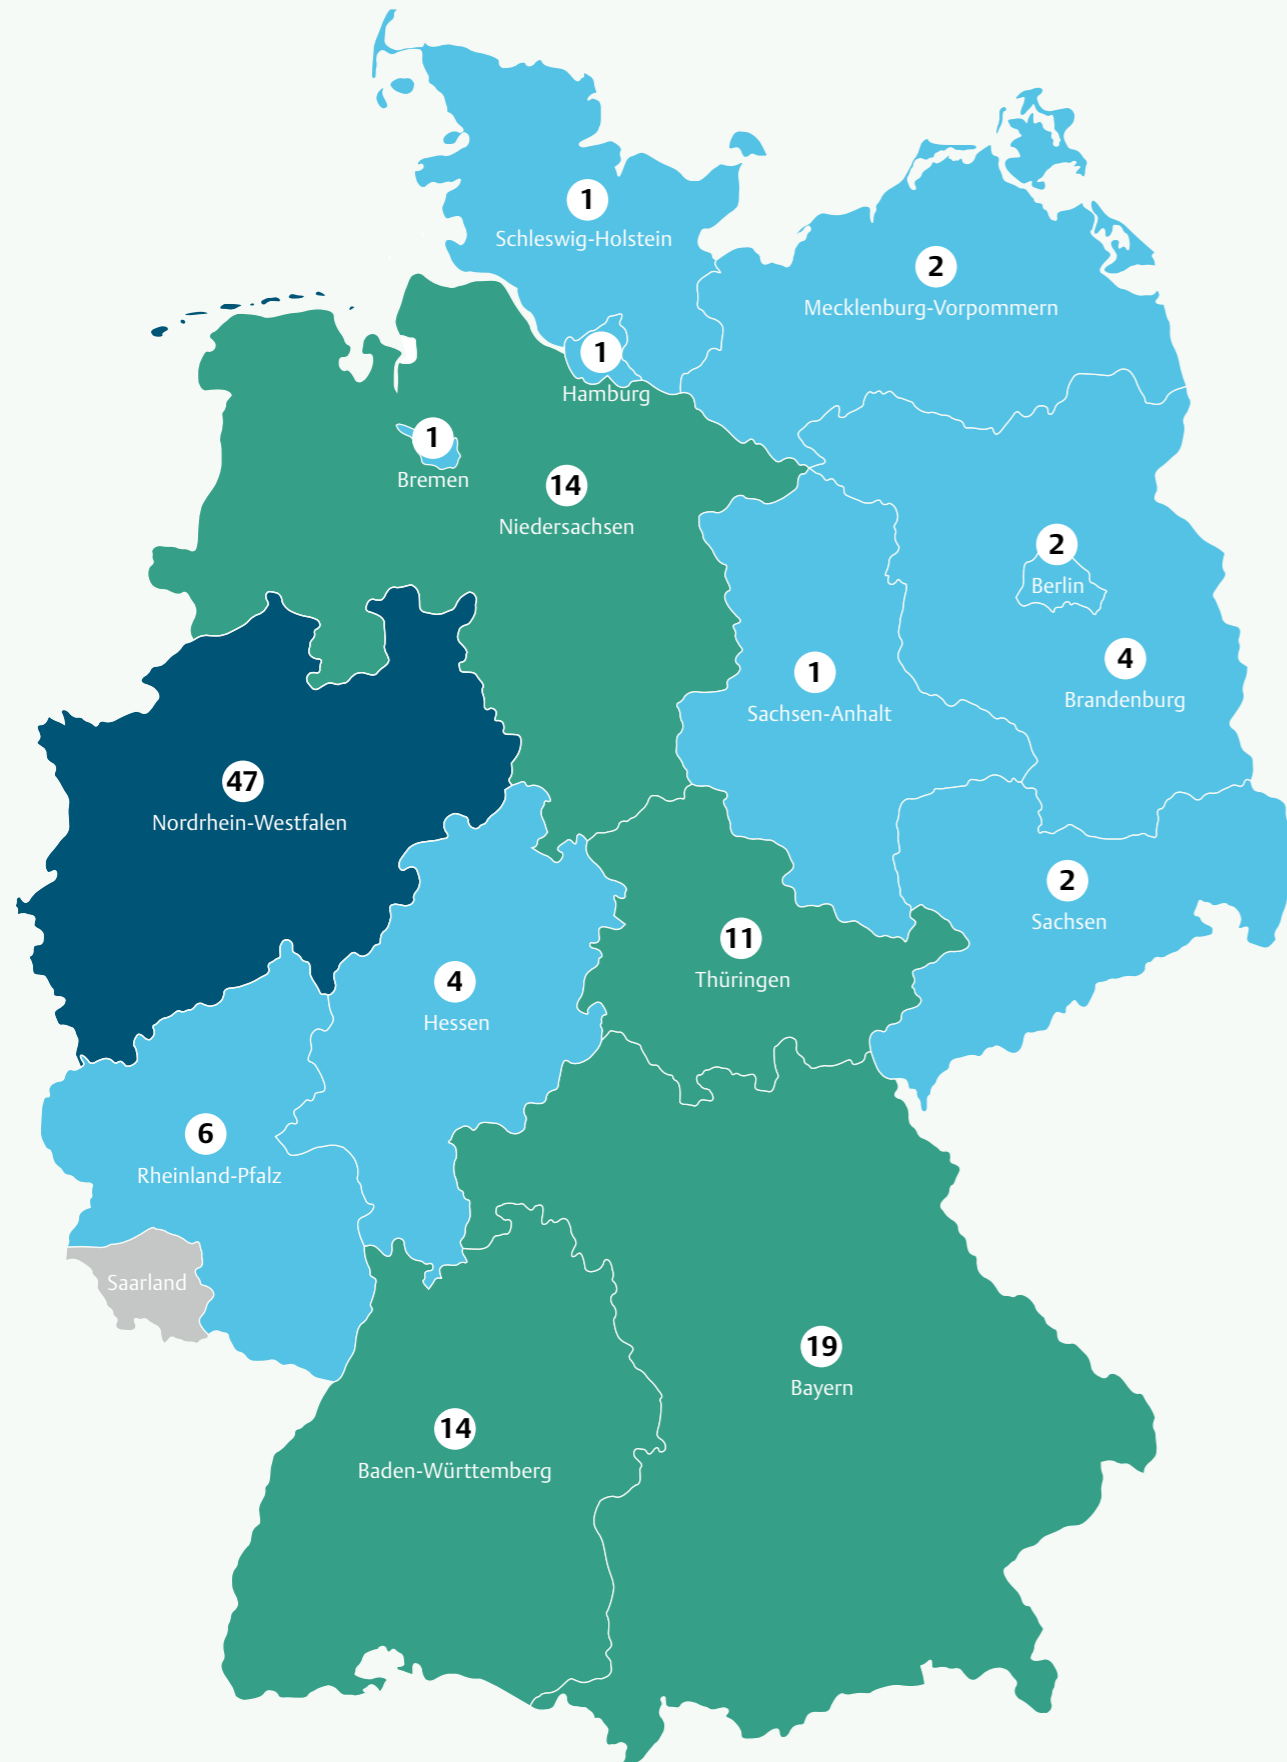 1
Schleswig-Holstein
2
Mecklenburg-Vorpommern
1
Hamburg
1
Bremen
14
Niedersachsen
2
Berlin
4
Brandenburg
1
Sachsen-Anhalt
47
Nordrhein-Westfalen
2
Sachsen
11
Thüringen
4
Hessen
6
Rheinland-Pfalz
Saarland
19
Bayern
14
Baden-Württemberg